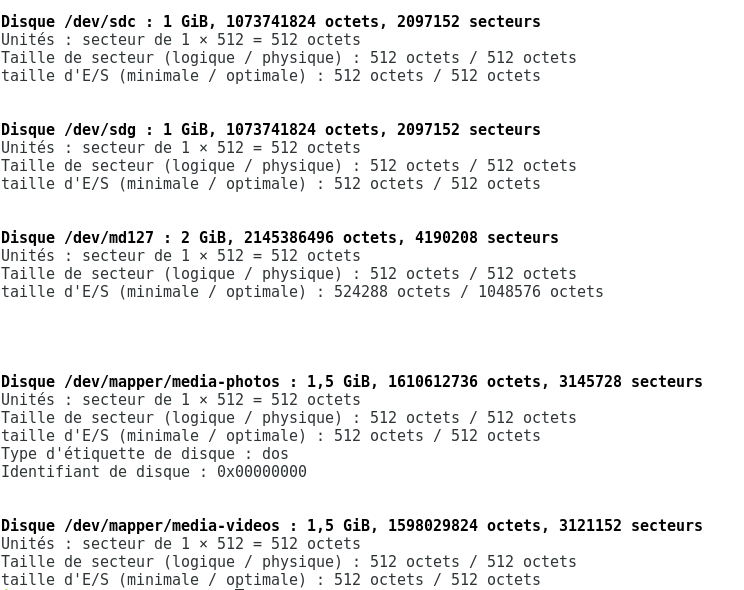 Disque /dev/sdc : 1 GiB, 1073741824 octets, 2097152 secteurs
Unités : secteur de 1 × 512 = 512 octets
Taille de secteur (logique / physique) : 512 octets / 512 octets
taille d'E/S (minimale / optimale) : 512 octets / 512 octets
Disque /dev/sdg : 1 GiB, 1073741824 octets, 2097152 secteurs
Unités : secteur de 1 × 512 = 512 octets
Taille de secteur (logique / physique) : 512 octets / 512 octets
taille d'E/S (minimale / optimale) : 512 octets / 512 octets
Disque /dev/md127 : 2 GiB, 2145386496 octets, 4190208 secteurs
Unités : secteur de 1 × 512 = 512 octets
Taille de secteur (logique / physique) : 512 octets / 512 octets
taille d'E/S (minimale / optimale) : 524288 octets / 1048576 octets
Disque /dev/mapper/media-photos : 1,5 GiB, 1610612736 octets, 3145728 secteurs
Unités : secteur de 1 × 512 = 512 octets
Taille de secteur (logique / physique) : 512 octets / 512 octets
taille d'E/S (minimale / optimale) : 512 octets / 512 octets
Type d'étiquette de disque : dos
Identifiant de disque : 0x00000000
Disque /dev/mapper/media-videos : 1,5 GiB, 1598029824 octets, 3121152 secteurs
Unités : secteur de 1 × 512 = 512 octets
Taille de secteur (logique / physique) : 512 octets / 512 octets
taille d'E/S (minimale / optimale) : 512 octets / 512 octets